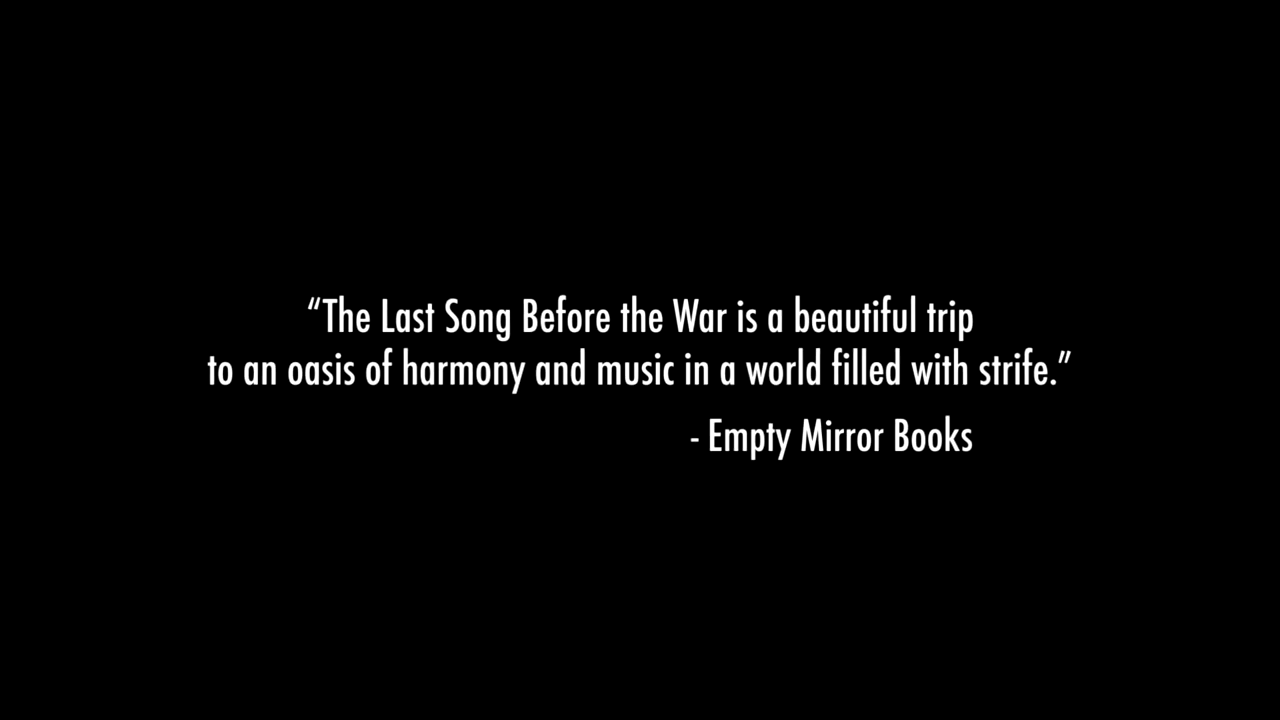 “The Last Song Before the War is a beautiful trip
to an oasis of harmony and music in a world filled with strife.”
- Empty Mirror Books